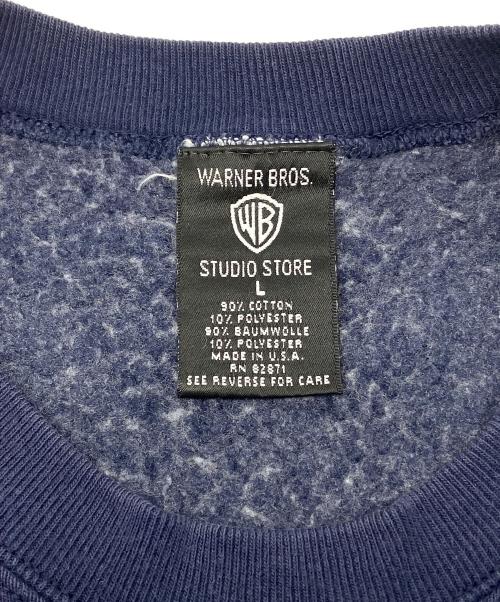 WARNER BROS.
WB
STUDIO STORE
L
90% COTTON
10% POLYESTER
90% BAUMWOLLE
10% POLYESTER
MADE IN U.S.A.
RN 82871
SEE REVERSE FOR CARE